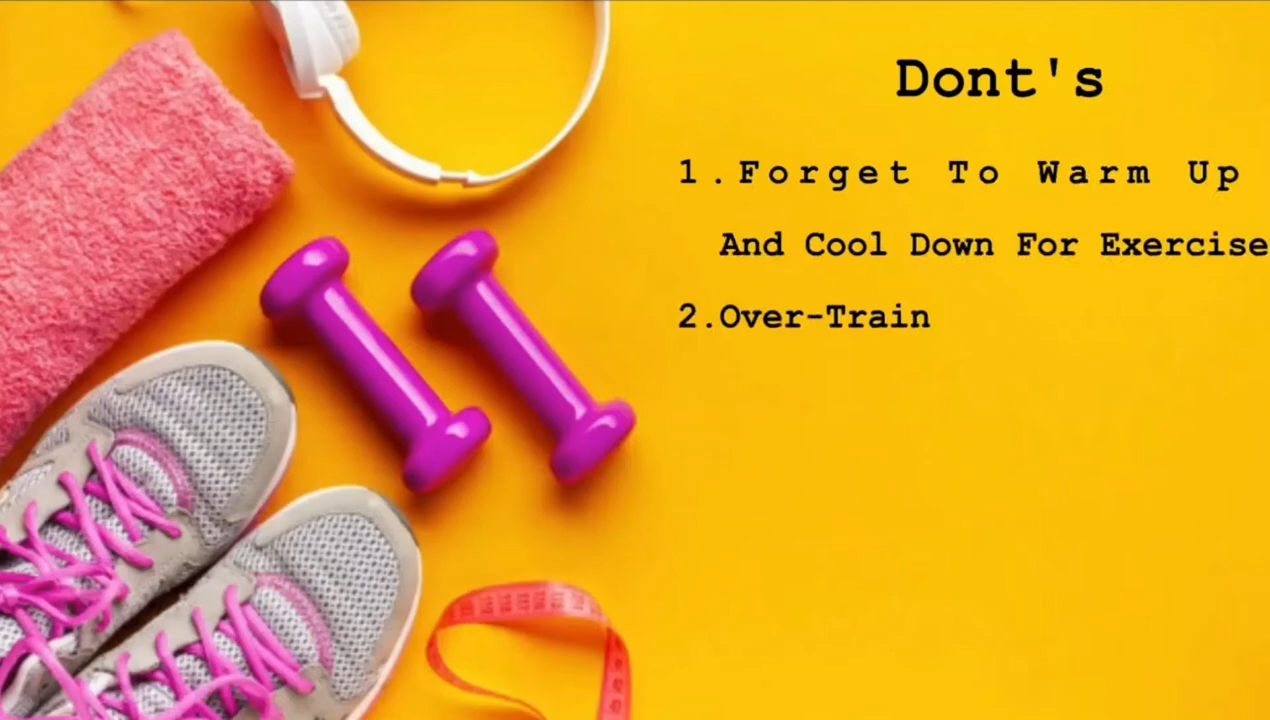 Dont's
1.Forget To Warm Up
And Cool Down For Exercise
2.Over-Train